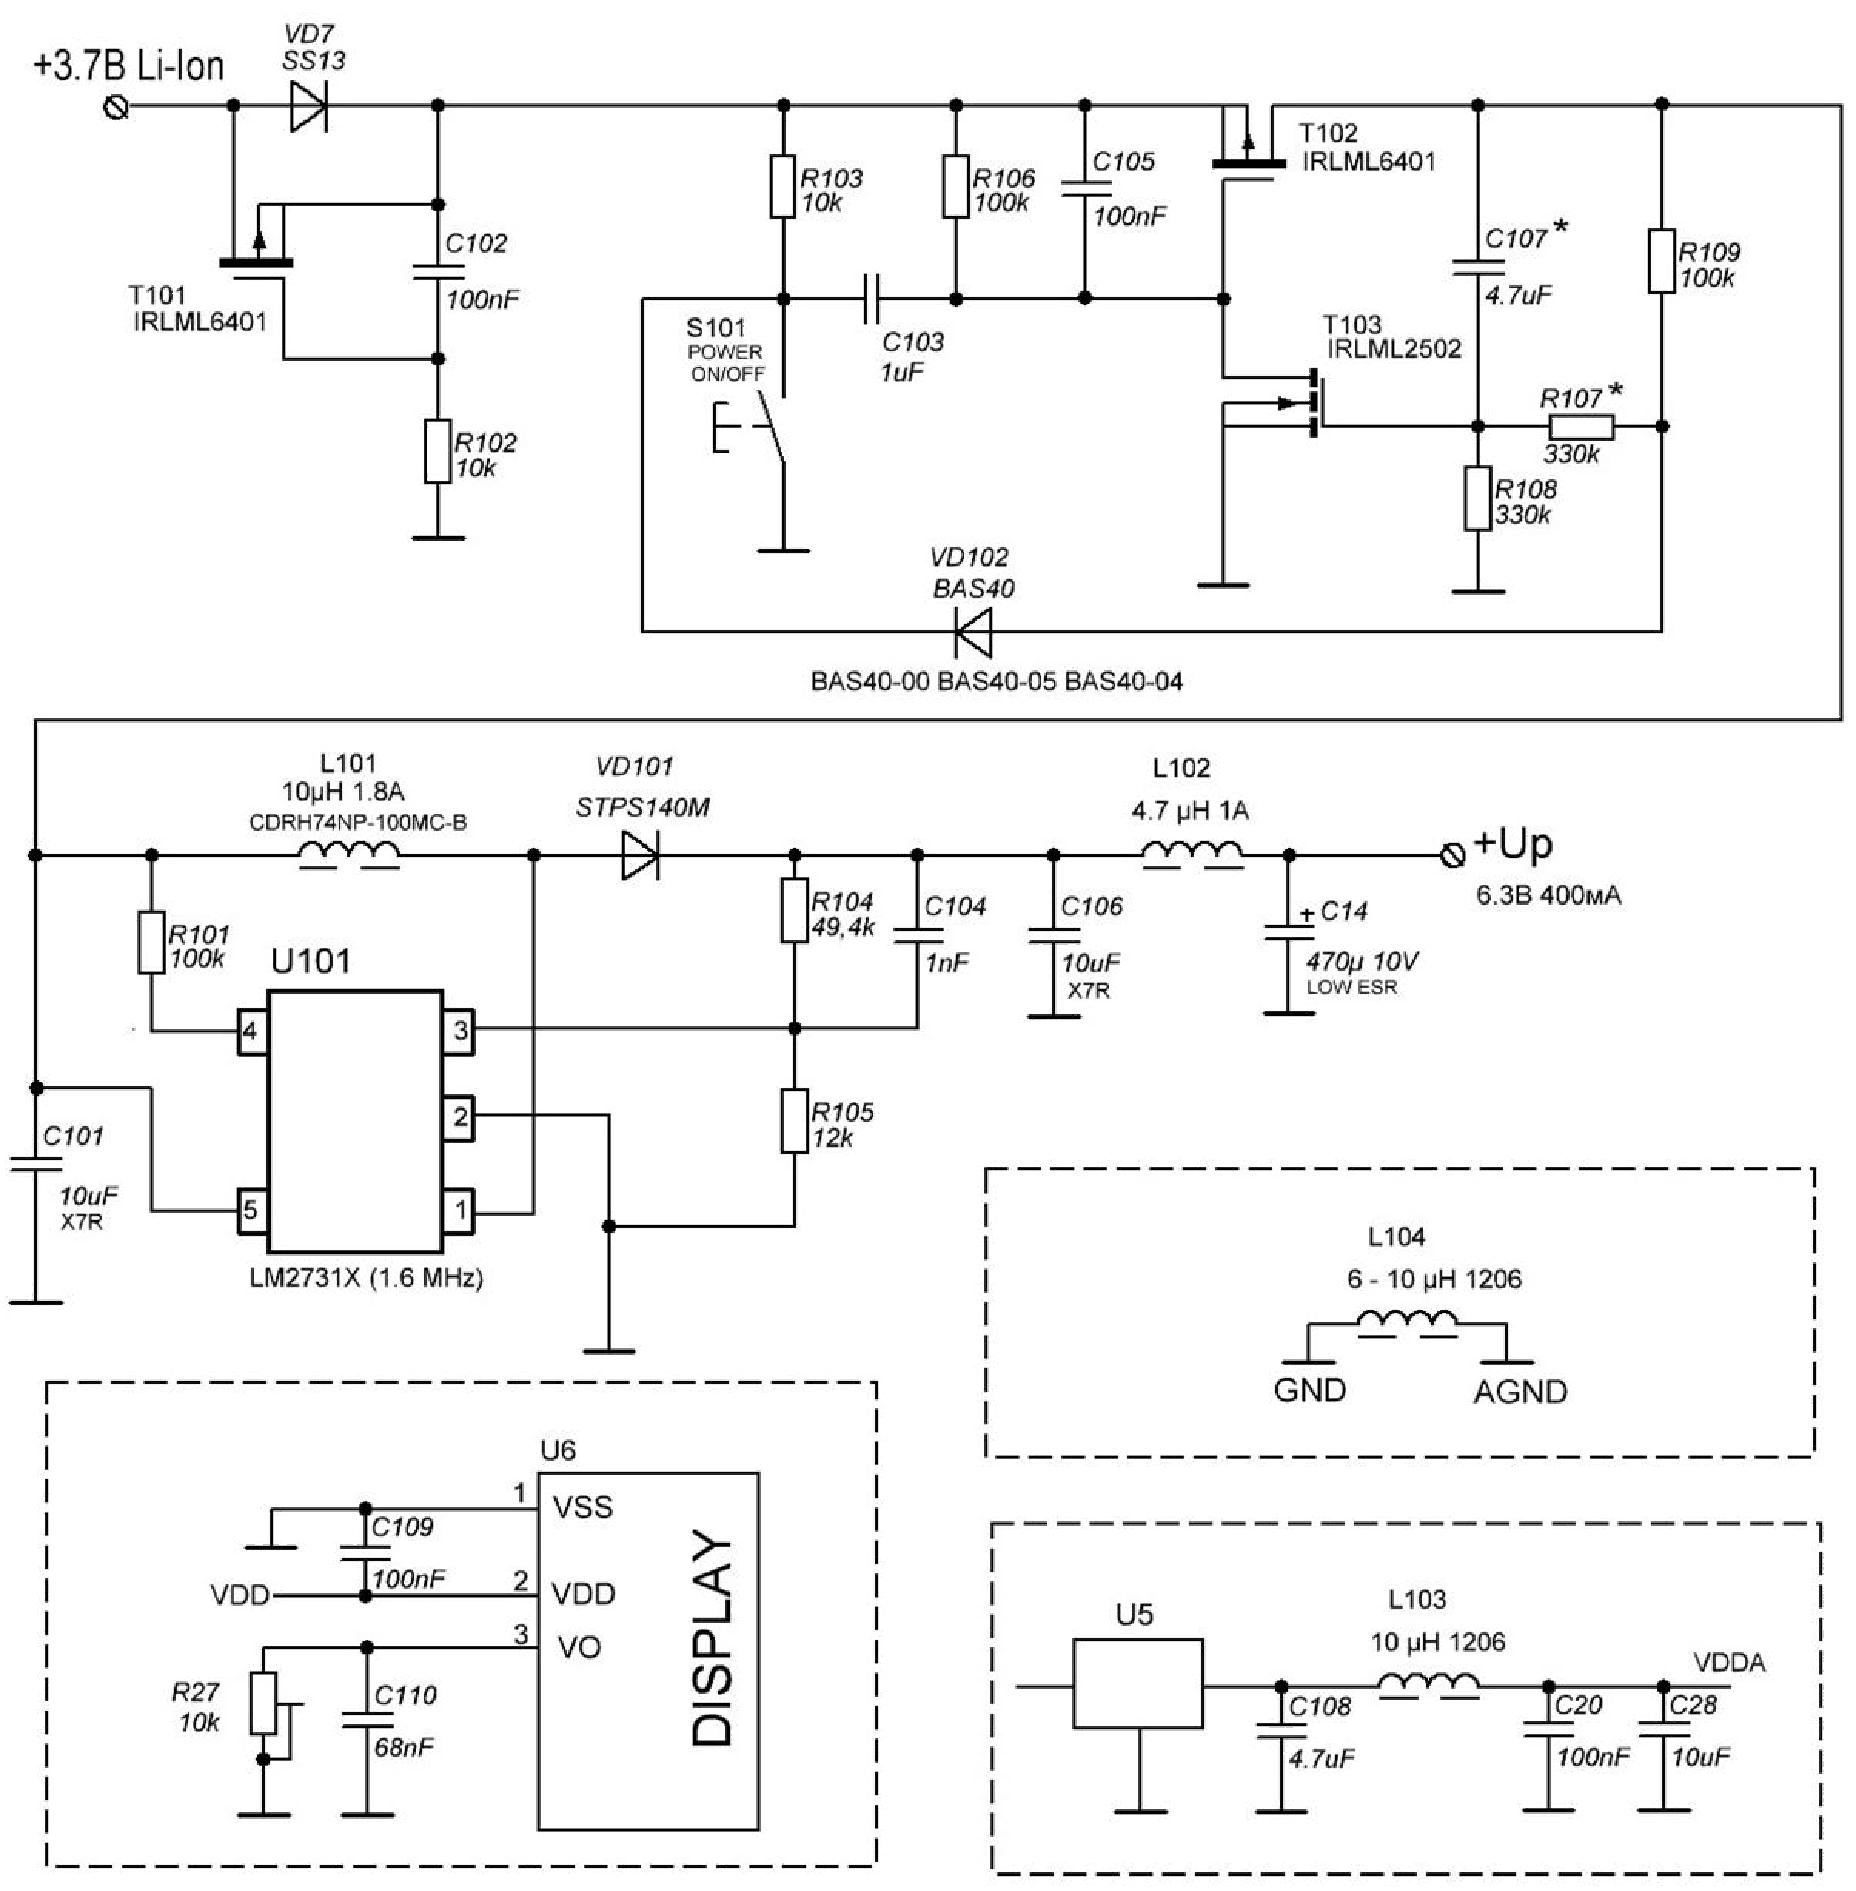 VD7
SS13
+3.7В Li-Ion
T101
IRLML6401
C102
100nF
R102
10k
R103
10k
R106
100k
C105
100nF
T102
IRLML6401
C107*
4.7uF
R109
100k
S101
POWER
ON/OFF
C103
1uF
T103
IRLML2502
R107*
330k
R108
330k
VD102
BAS40
BAS40-00 BAS40-05 BAS40-04
L101
10µH 1.8A
CDRH74NP-100MC-B
VD101
STPS140M
L102
4.7 µH 1A
+Up
6.3В 400мА
R101
100k
U101
R104
49,4k
C104
1nF
C106
10uF
X7R
+ C14
470µ 10V
LOW ESR
4
3
2
5
1
C101
10uF
X7R
R105
12k
LM2731X (1.6 MHz)
L104
6 - 10 µH 1206
GND
AGND
U6
1
VSS
C109
100nF
VDD
2
VDD
3
VO
R27
10k
C110
68nF
DISPLAY
U5
L103
10 µH 1206
VDDA
C108
4.7uF
C20
100nF
C28
10uF